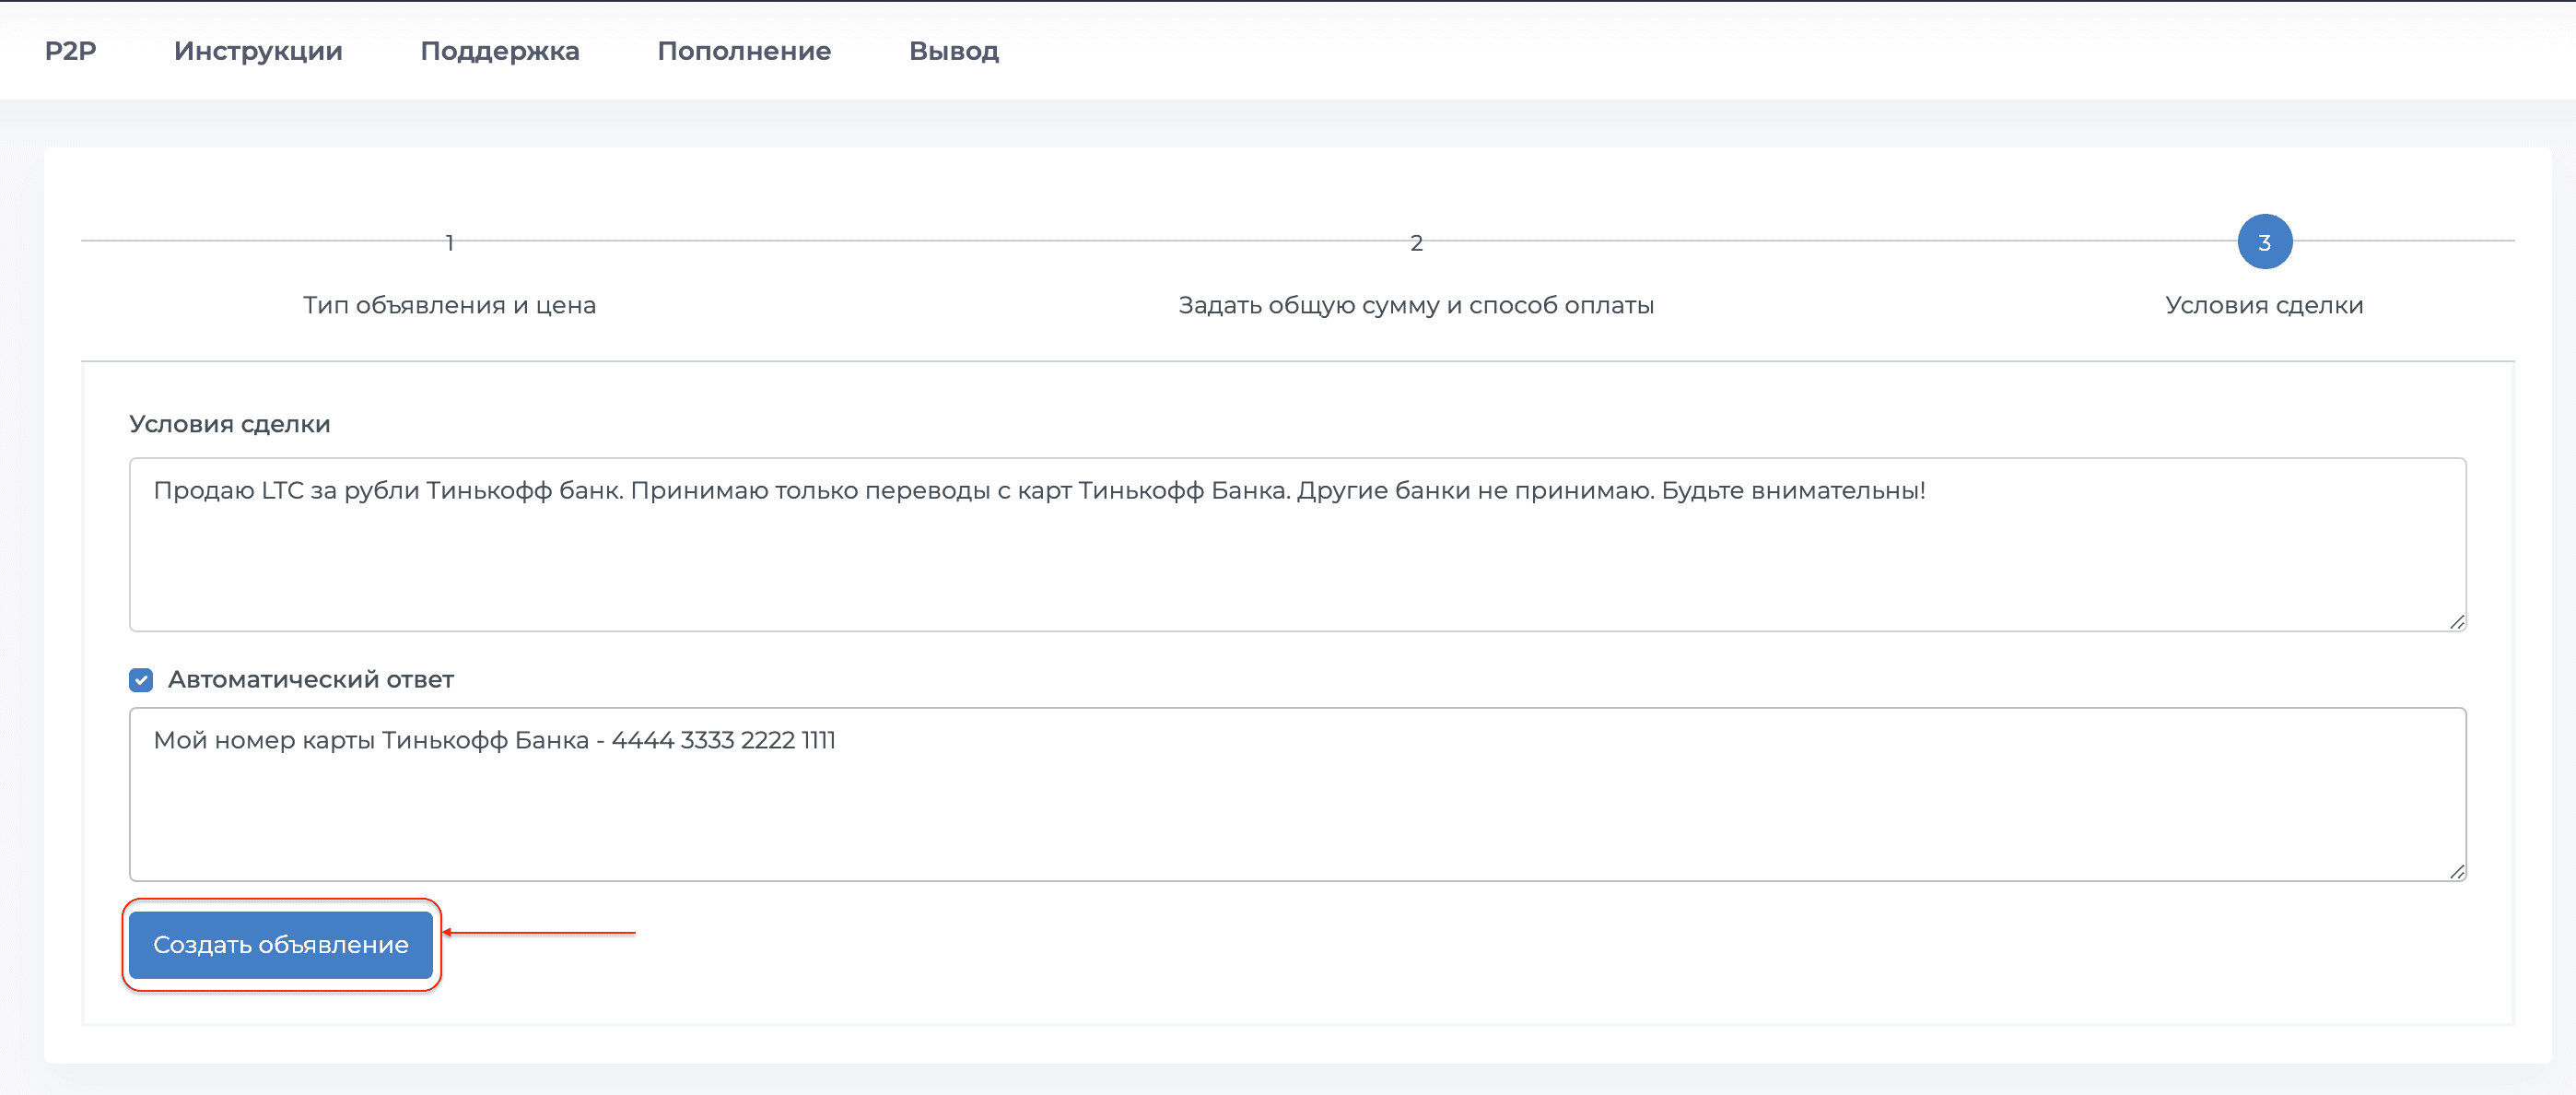 P2P Инструкции Поддержка Пополнение Вывод
1 2 3
Тип объявления и цена Задать общую сумму и способ оплаты Условия сделки
Условия сделки
Продаю LTC за рубли Тинькофф банк. Принимаю только переводы с карт Тинькофф Банка. Другие банки не принимаю. Будьте внимательны!
Автоматический ответ
Мой номер карты Тинькофф Банка - 4444 3333 2222 1111
Создать объявление